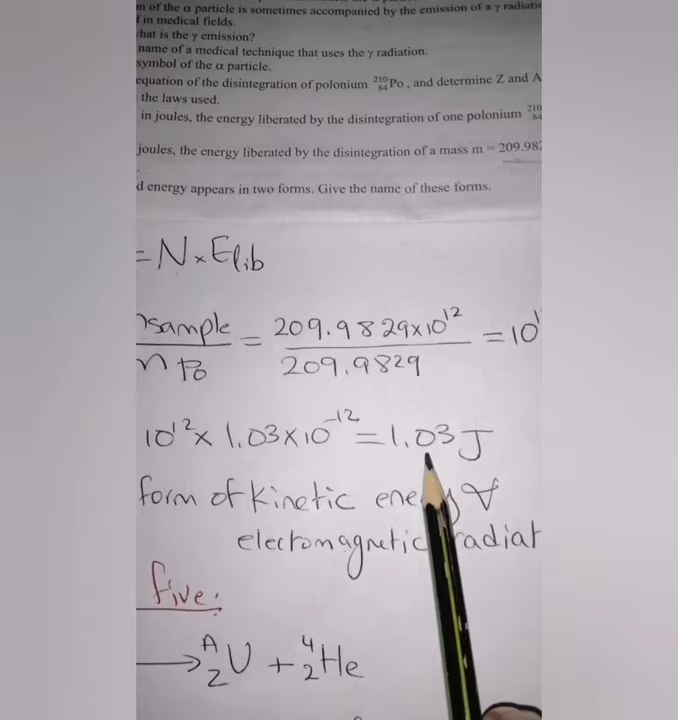 of the α particle is sometimes accompanied by the emission of a γ
in medical fields.
hat is the γ emission?
name of a medical technique that uses the γ radiation.
symbol of the α particle.
equation of the disintegration of polonium ²¹⁰₈₄Po, and determine Z and A
the laws used.
in joules, the energy liberated by the disintegration of one polonium ²¹⁰₈₄
joules, the energy liberated by the disintegration of a mass m = 209.98
d energy appears in two forms. Give the name of these forms.
= N × Elib
sample / m Po = 209.9829×10¹² / 209.9829 = 10¹
10¹² × 1.03×10⁻¹² = 1.03 J
form of kinetic ene y
electromagnetic radiat
five:
→ ᴬ_Z U + ⁴₂He